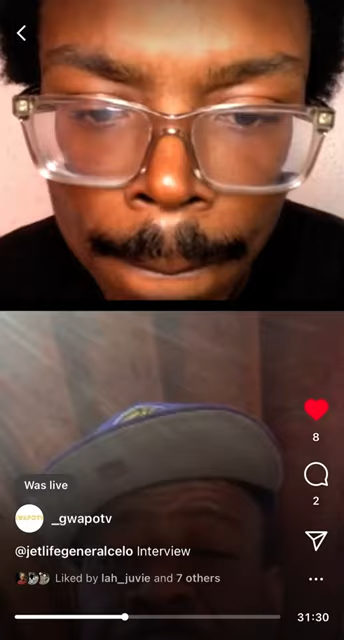 Was live
_gwapotv
@jetlifegeneralcelo Interview
Liked by lah_juvie and 7 others
8
2
31:30